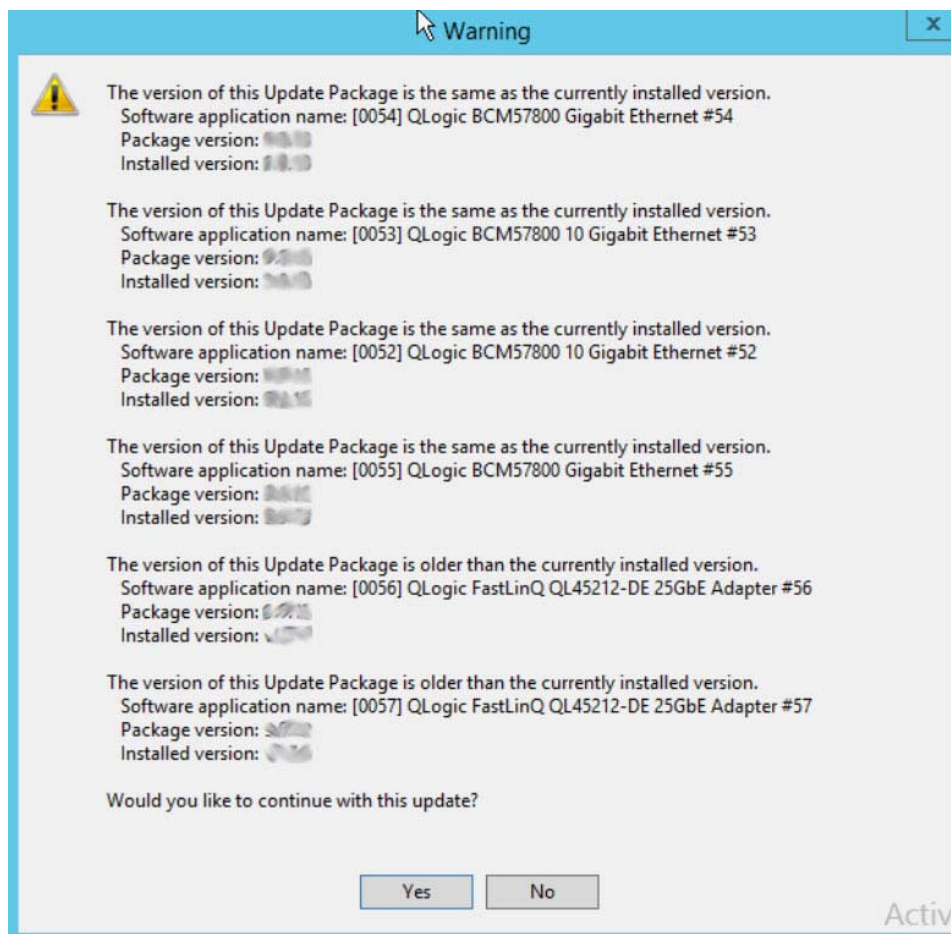 Warning
x
The version of this Update Package is the same as the currently installed version.
Software application name: [0054] QLogic BCM57800 Gigabit Ethernet #54
Package version:
Installed version:
The version of this Update Package is the same as the currently installed version.
Software application name: [0053] QLogic BCM57800 10 Gigabit Ethernet #53
Package version:
Installed version:
The version of this Update Package is the same as the currently installed version.
Software application name: [0052] QLogic BCM57800 10 Gigabit Ethernet #52
Package version:
Installed version:
The version of this Update Package is the same as the currently installed version.
Software application name: [0055] QLogic BCM57800 Gigabit Ethernet #55
Package version:
Installed version:
The version of this Update Package is older than the currently installed version.
Software application name: [0056] QLogic FastLinQ QL45212-DE 25GbE Adapter #56
Package version:
Installed version:
The version of this Update Package is older than the currently installed version.
Software application name: [0057] QLogic FastLinQ QL45212-DE 25GbE Adapter #57
Package version:
Installed version:
Would you like to continue with this update?
Yes No
Activ